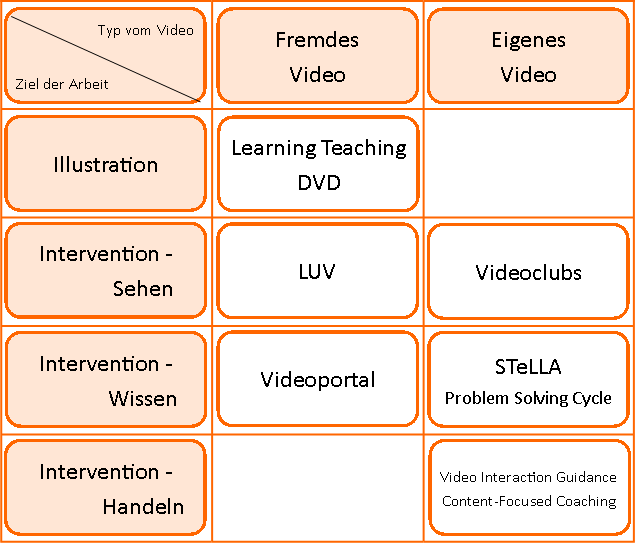 Typ vom Video
Ziel der Arbeit
Fremdes
Video
Eigenes
Video
Illustration
Learning Teaching
DVD
Intervention -
Sehen
LUV
Videoclubs
Intervention -
Wissen
Videoportal
STeLLA
Problem Solving Cycle
Intervention -
Handeln
Video Interaction Guidance
Content-Focused Coaching